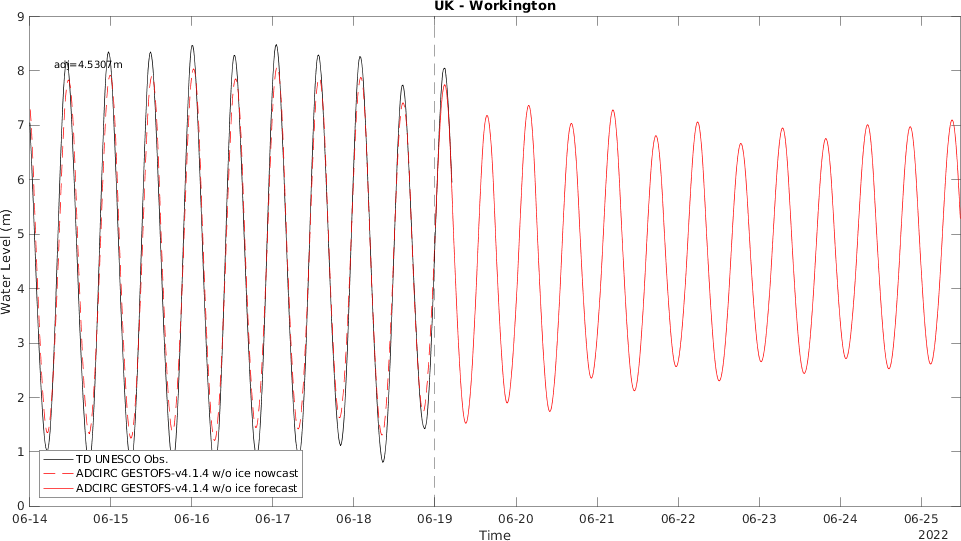 UK - Workington
9
8
7
6
5
4
3
2
1
0
Water Level (m)
adj=4.5307m
TD UNESCO Obs.
ADCIRC GESTOFS-v4.1.4 w/o ice nowcast
ADCIRC GESTOFS-v4.1.4 w/o ice forecast
06-14 06-15 06-16 06-17 06-18 06-19 06-20 06-21 06-22 06-23 06-24 06-25
Time
2022